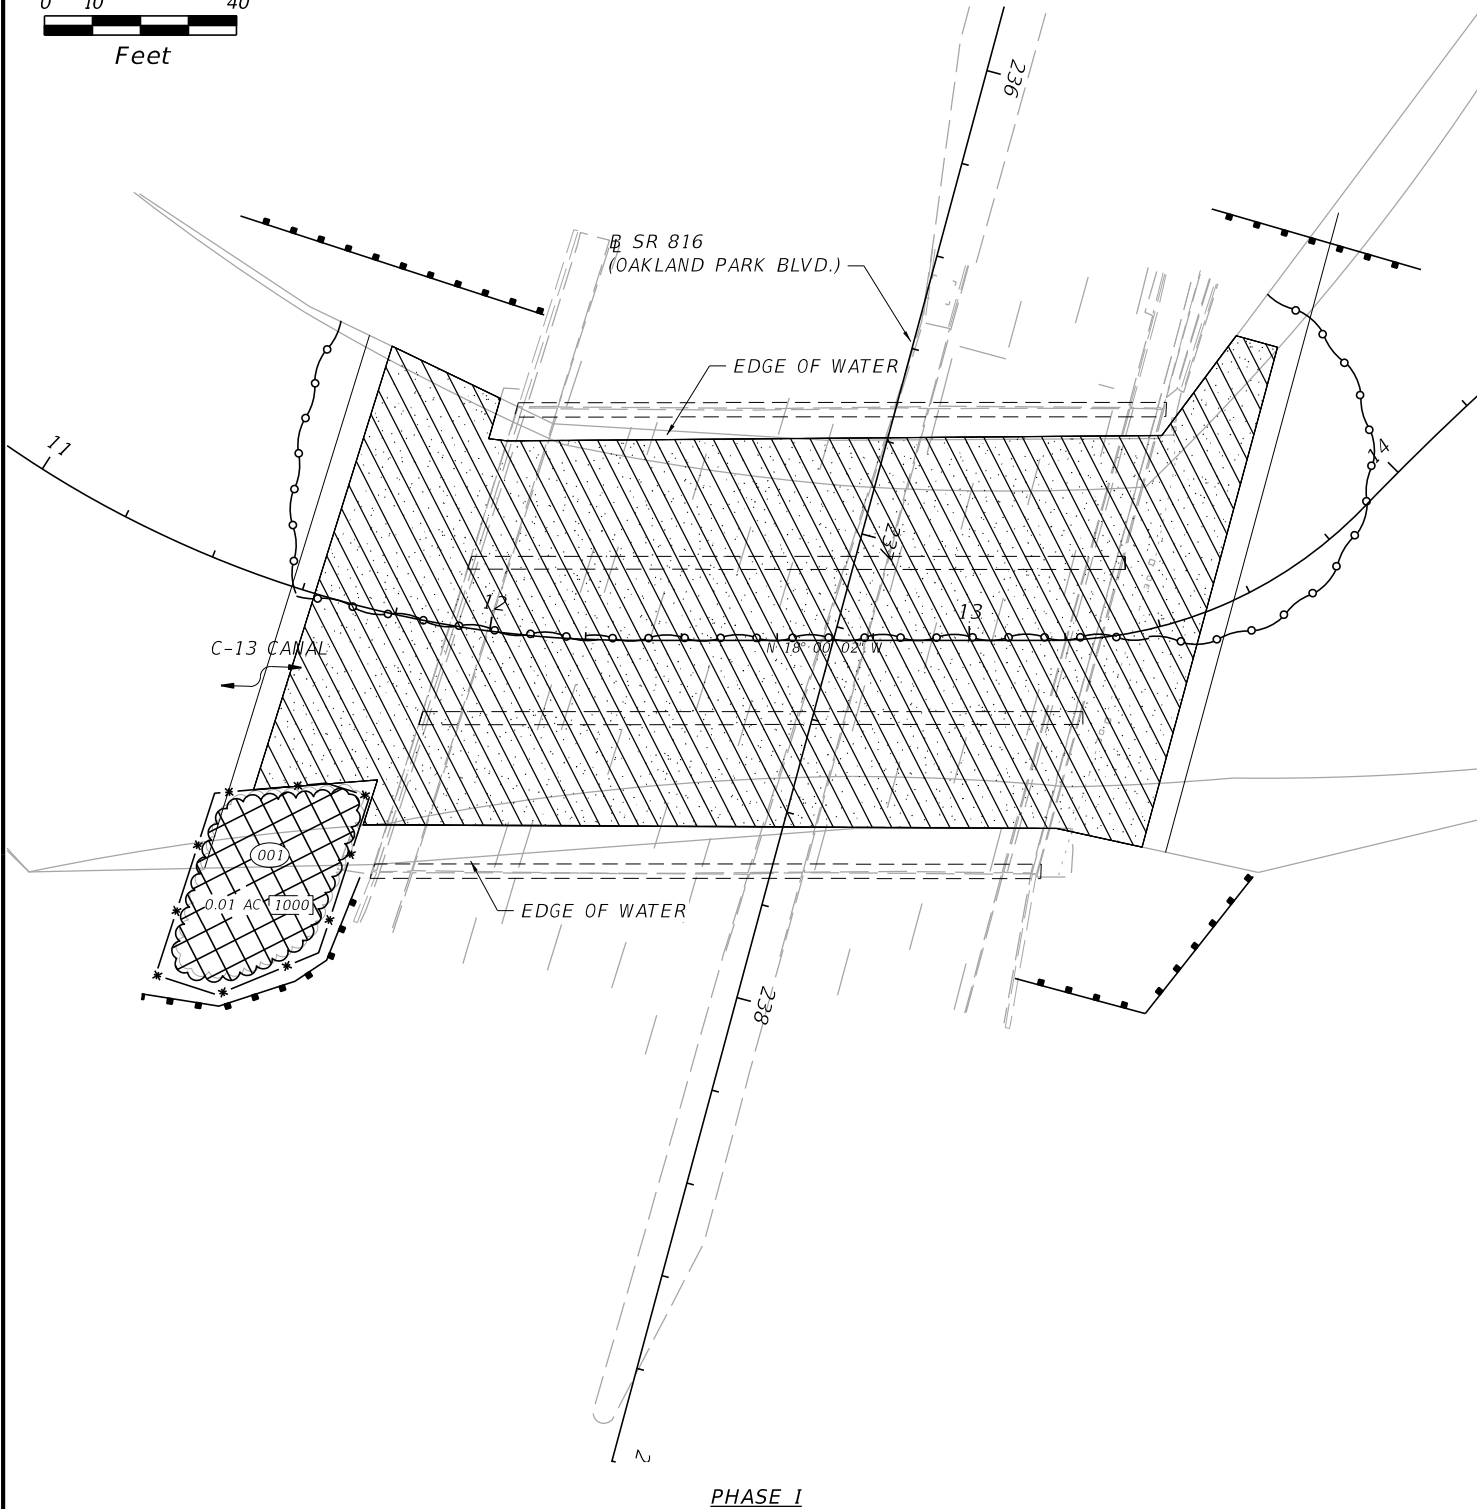 0 10 40
Feet
236
B SR 816
(OAKLAND PARK BLVD.)
EDGE OF WATER
11
14
237
12
13
N 18° 00' 02" W
C-13 CANAL
001
0.01 AC 1000
EDGE OF WATER
238
2
PHASE I